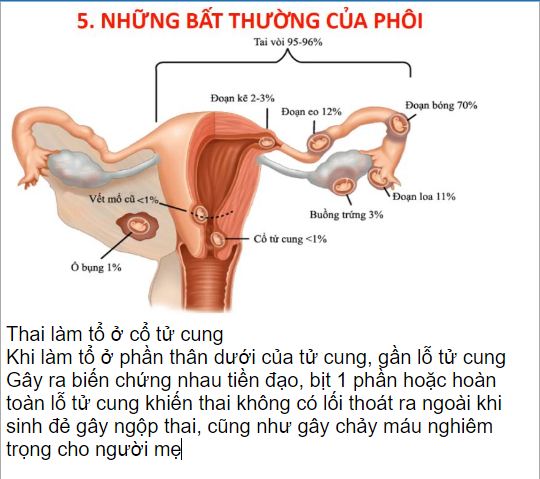 5. NHỮNG BẤT THƯỜNG CỦA PHÔI
Tai vòi 95-96%
Đoạn kẽ 2-3%
Đoạn eo 12%
Đoạn bóng 70%
Vết mổ cũ <1%
Đoạn loa 11%
Buồng trứng 3%
Cổ tử cung <1%
Ô bụng 1%
Thai làm tổ ở cổ tử cung
Khi làm tổ ở phần thân dưới của tử cung, gần lỗ tử cung
Gây ra biến chứng nhau tiền đạo, bịt 1 phần hoặc hoàn
toàn lỗ tử cung khiến thai không có lối thoát ra ngoài khi
sinh đẻ gây ngộp thai, cũng như gây chảy máu nghiêm
trọng cho người mẹ